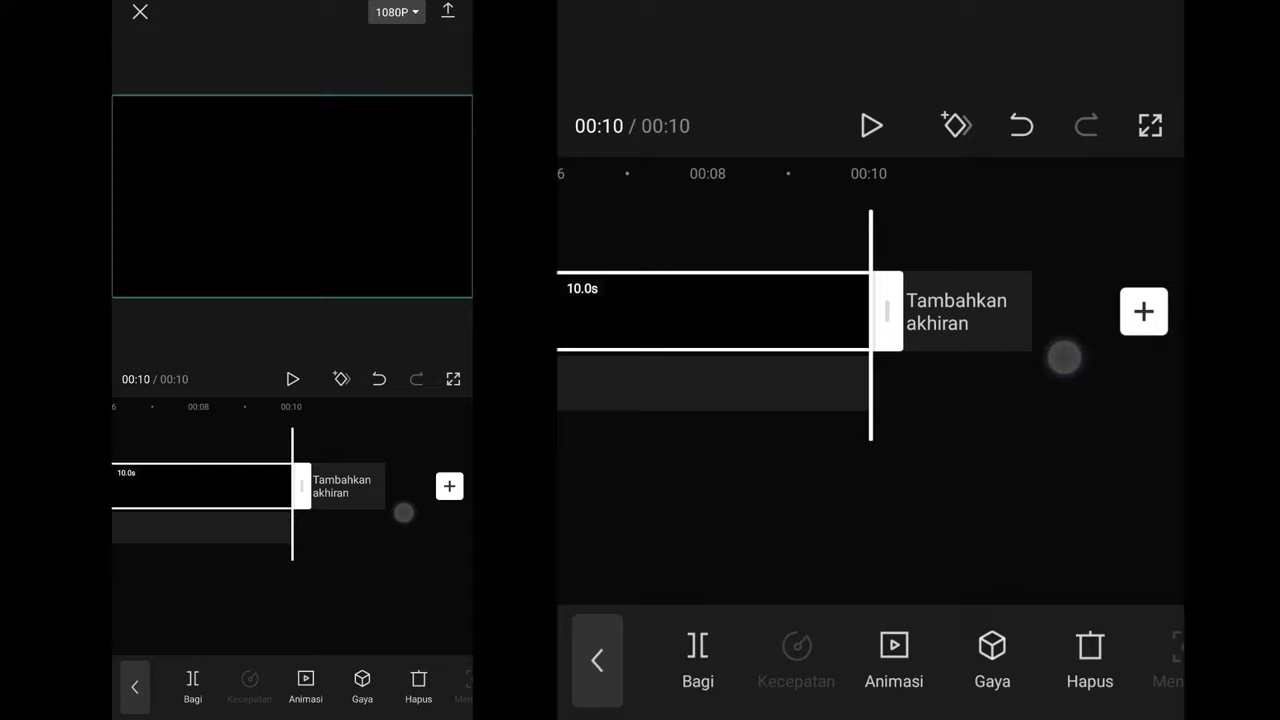 1080P
00:10 / 00:10
6 00:08 00:10
10.0s
Tambahkan
akhiran
Bagi Kecepatan Animasi Gaya Hapus
00:10 / 00:10
6 00:08 00:10
10.0s
Tambahkan
akhiran
Bagi Kecepatan Animasi Gaya Hapus